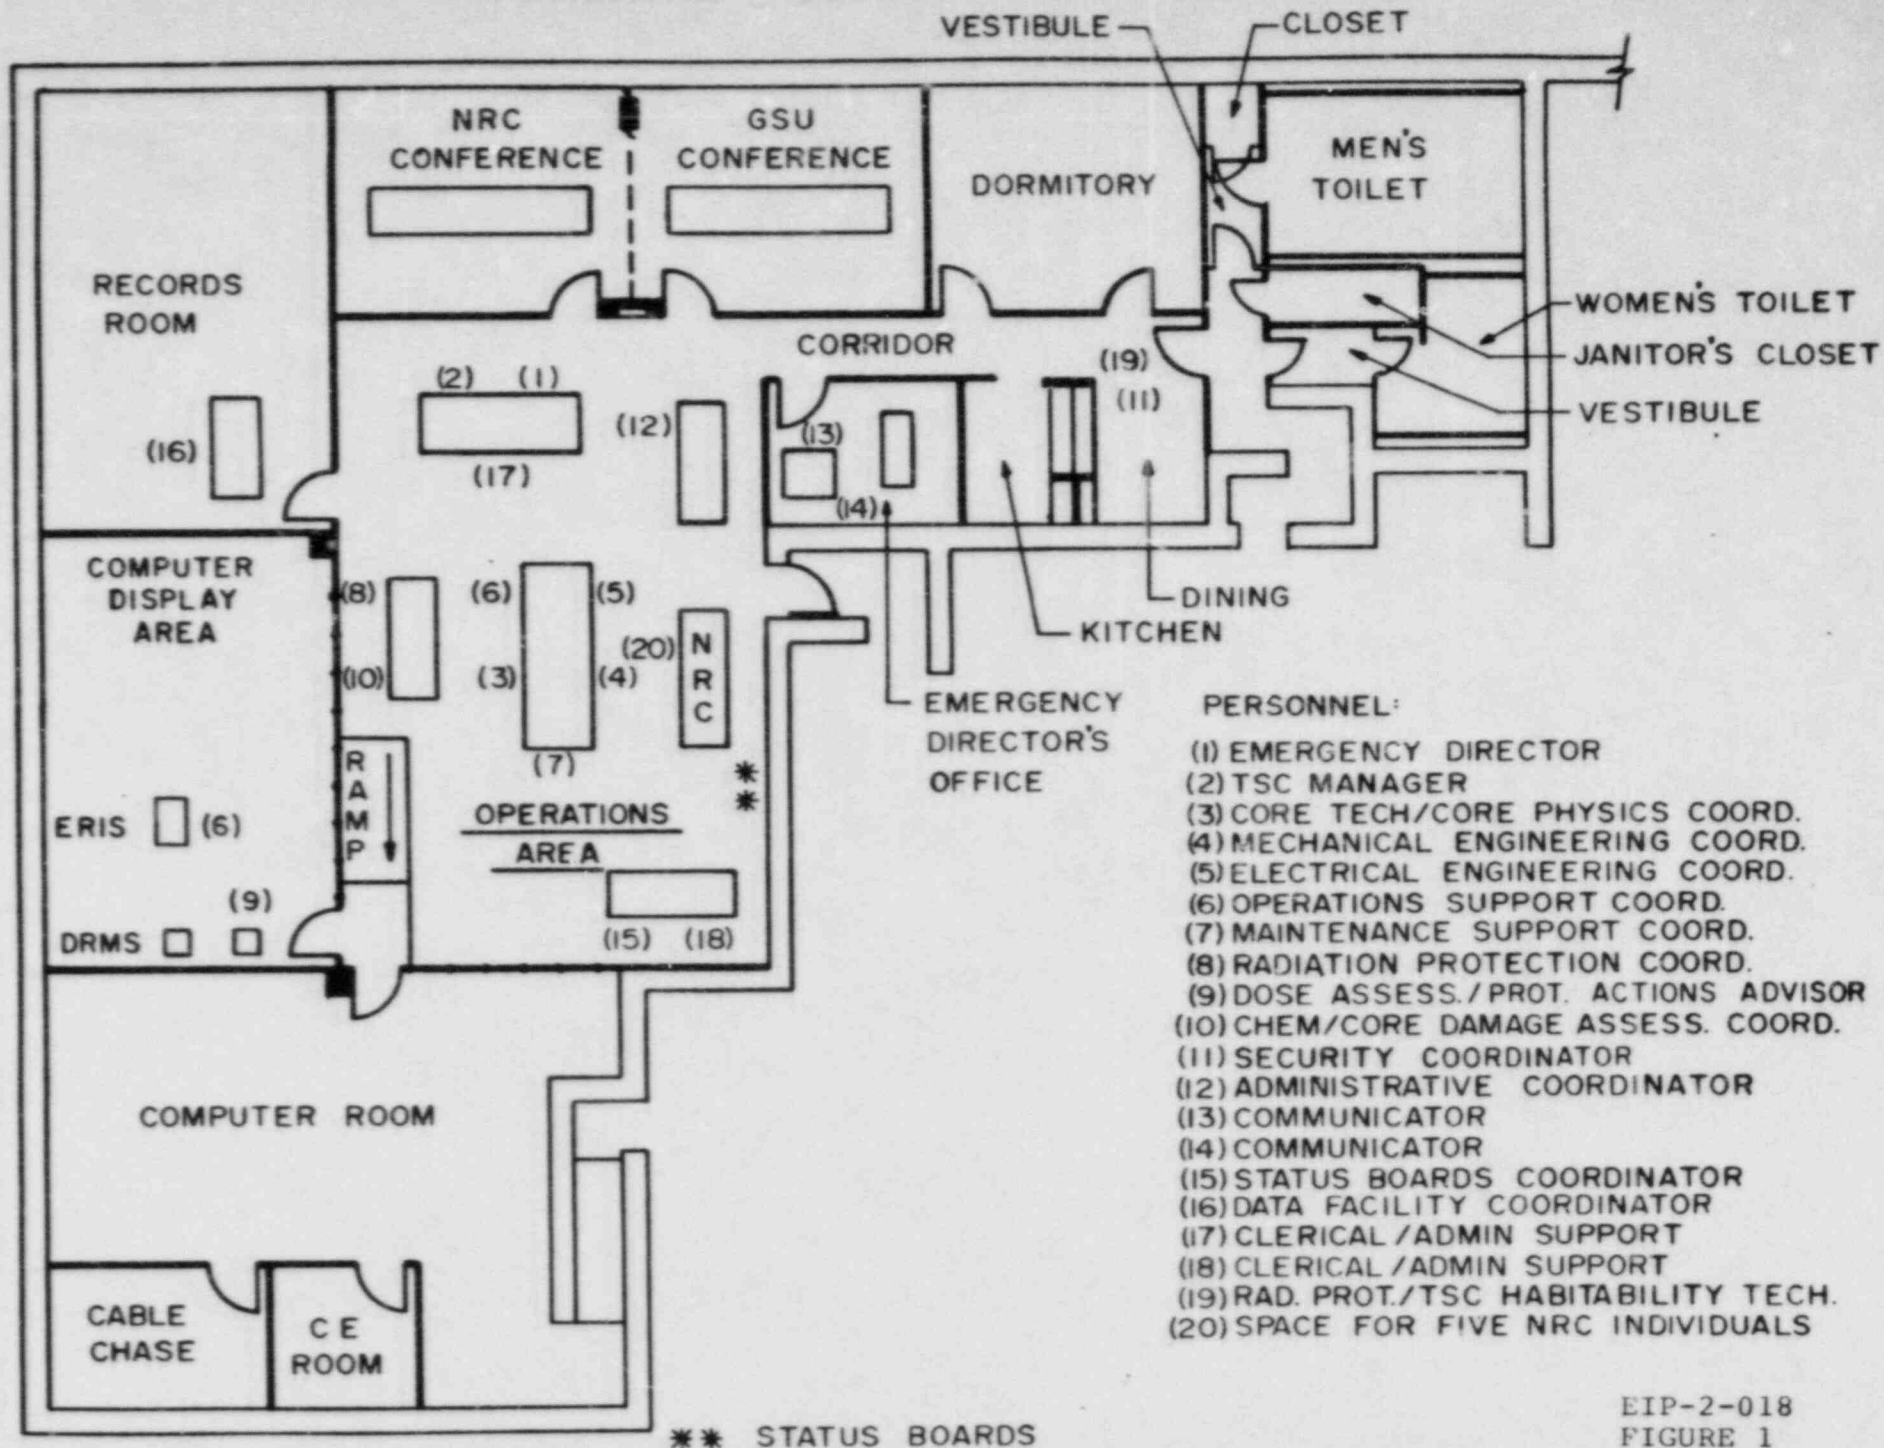 VESTIBULE
CLOSET
NRC
CONFERENCE
GSU
CONFERENCE
DORMITORY
MEN'S
TOILET
RECORDS
ROOM
WOMEN'S TOILET
JANITOR'S CLOSET
VESTIBULE
CORRIDOR
(2) (1)
(12)
(19)
(11)
(16)
(17)
(13)
(14)
COMPUTER
DISPLAY
AREA
(8)
(6)
(5)
(10)
(3)
(4)
(20)
N
R
C
(7)
DINING
KITCHEN
EMERGENCY
DIRECTOR'S
OFFICE
R
A
M
P
**
OPERATIONS
AREA
ERIS
(6)
(9)
DRMS
(15) (18)
COMPUTER ROOM
CABLE
CHASE
C E
ROOM
PERSONNEL:
(1) EMERGENCY DIRECTOR
(2) TSC MANAGER
(3) CORE TECH/CORE PHYSICS COORD.
(4) MECHANICAL ENGINEERING COORD.
(5) ELECTRICAL ENGINEERING COORD.
(6) OPERATIONS SUPPORT COORD.
(7) MAINTENANCE SUPPORT COORD.
(8) RADIATION PROTECTION COORD.
(9) DOSE ASSESS./PROT. ACTIONS ADVISOR
(10) CHEM/CORE DAMAGE ASSESS. COORD.
(11) SECURITY COORDINATOR
(12) ADMINISTRATIVE COORDINATOR
(13) COMMUNICATOR
(14) COMMUNICATOR
(15) STATUS BOARDS COORDINATOR
(16) DATA FACILITY COORDINATOR
(17) CLERICAL/ADMIN SUPPORT
(18) CLERICAL/ADMIN SUPPORT
(19) RAD. PROT./TSC HABITABILITY TECH.
(20) SPACE FOR FIVE NRC INDIVIDUALS
** STATUS BOARDS
EIP-2-018
FIGURE 1